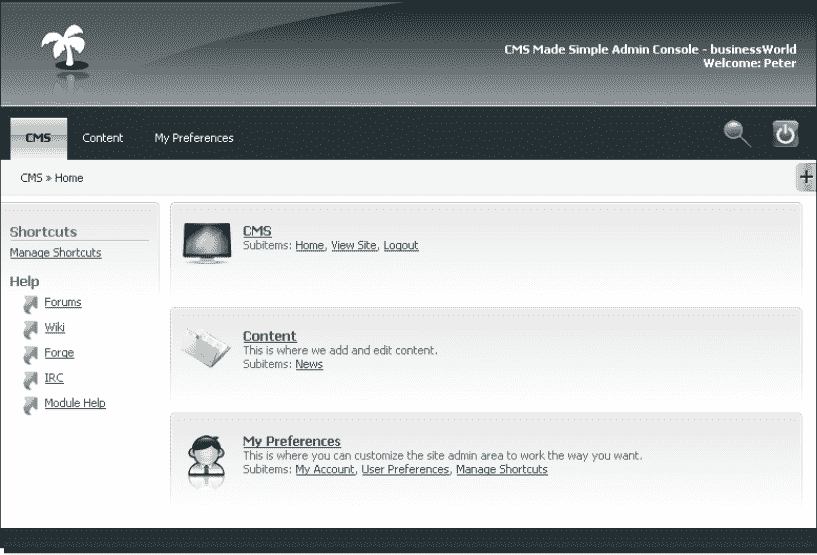 CMS Made Simple Admin Console - businessWorld
Welcome: Peter
CMS
Content
My Preferences
CMS » Home
Shortcuts
Manage Shortcuts
Help
Forums
Wiki
Forge
IRC
Module Help
CMS
Subitems: Home, View Site, Logout
Content
This is where we add and edit content.
Subitems: News
My Preferences
This is where you can customize the site admin area to work the way you want.
Subitems: My Account, User Preferences, Manage Shortcuts